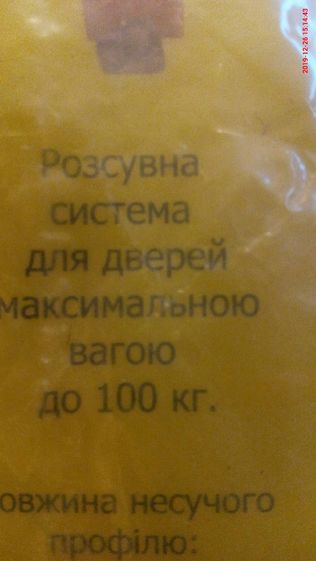 2019-12-26 15:14:43
Розсувна
система
для дверей
максимальною
вагою
до 100 кг.
овжина несучого
профілю: